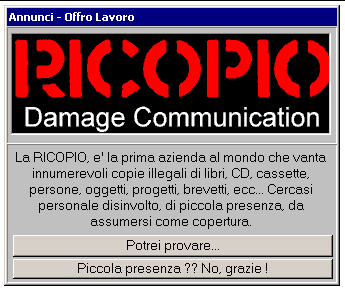 Annunci - Offro Lavoro
RICOPIO
Damage Communication
La RICOPIO, e' la prima azienda al mondo che vanta
innumerevoli copie illegali di libri, CD, cassette,
persone, oggetti, progetti, brevetti, ecc... Cercasi
personale disinvolto, di piccola presenza, da
assumersi come copertura.
Potrei provare...
Piccola presenza ?? No, grazie !